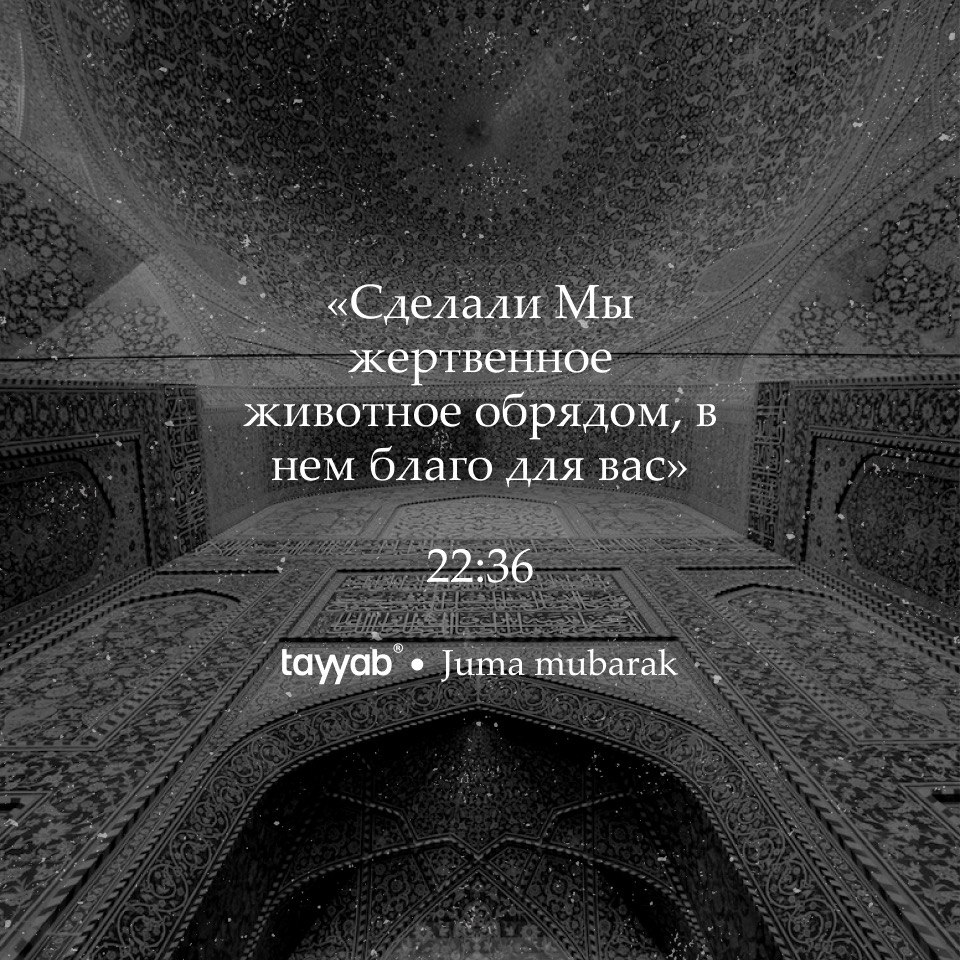 «Сделали Мы
жертвенное
животное обрядом, в
нем благо для вас»
22:36
tayyab® • Juma mubarak